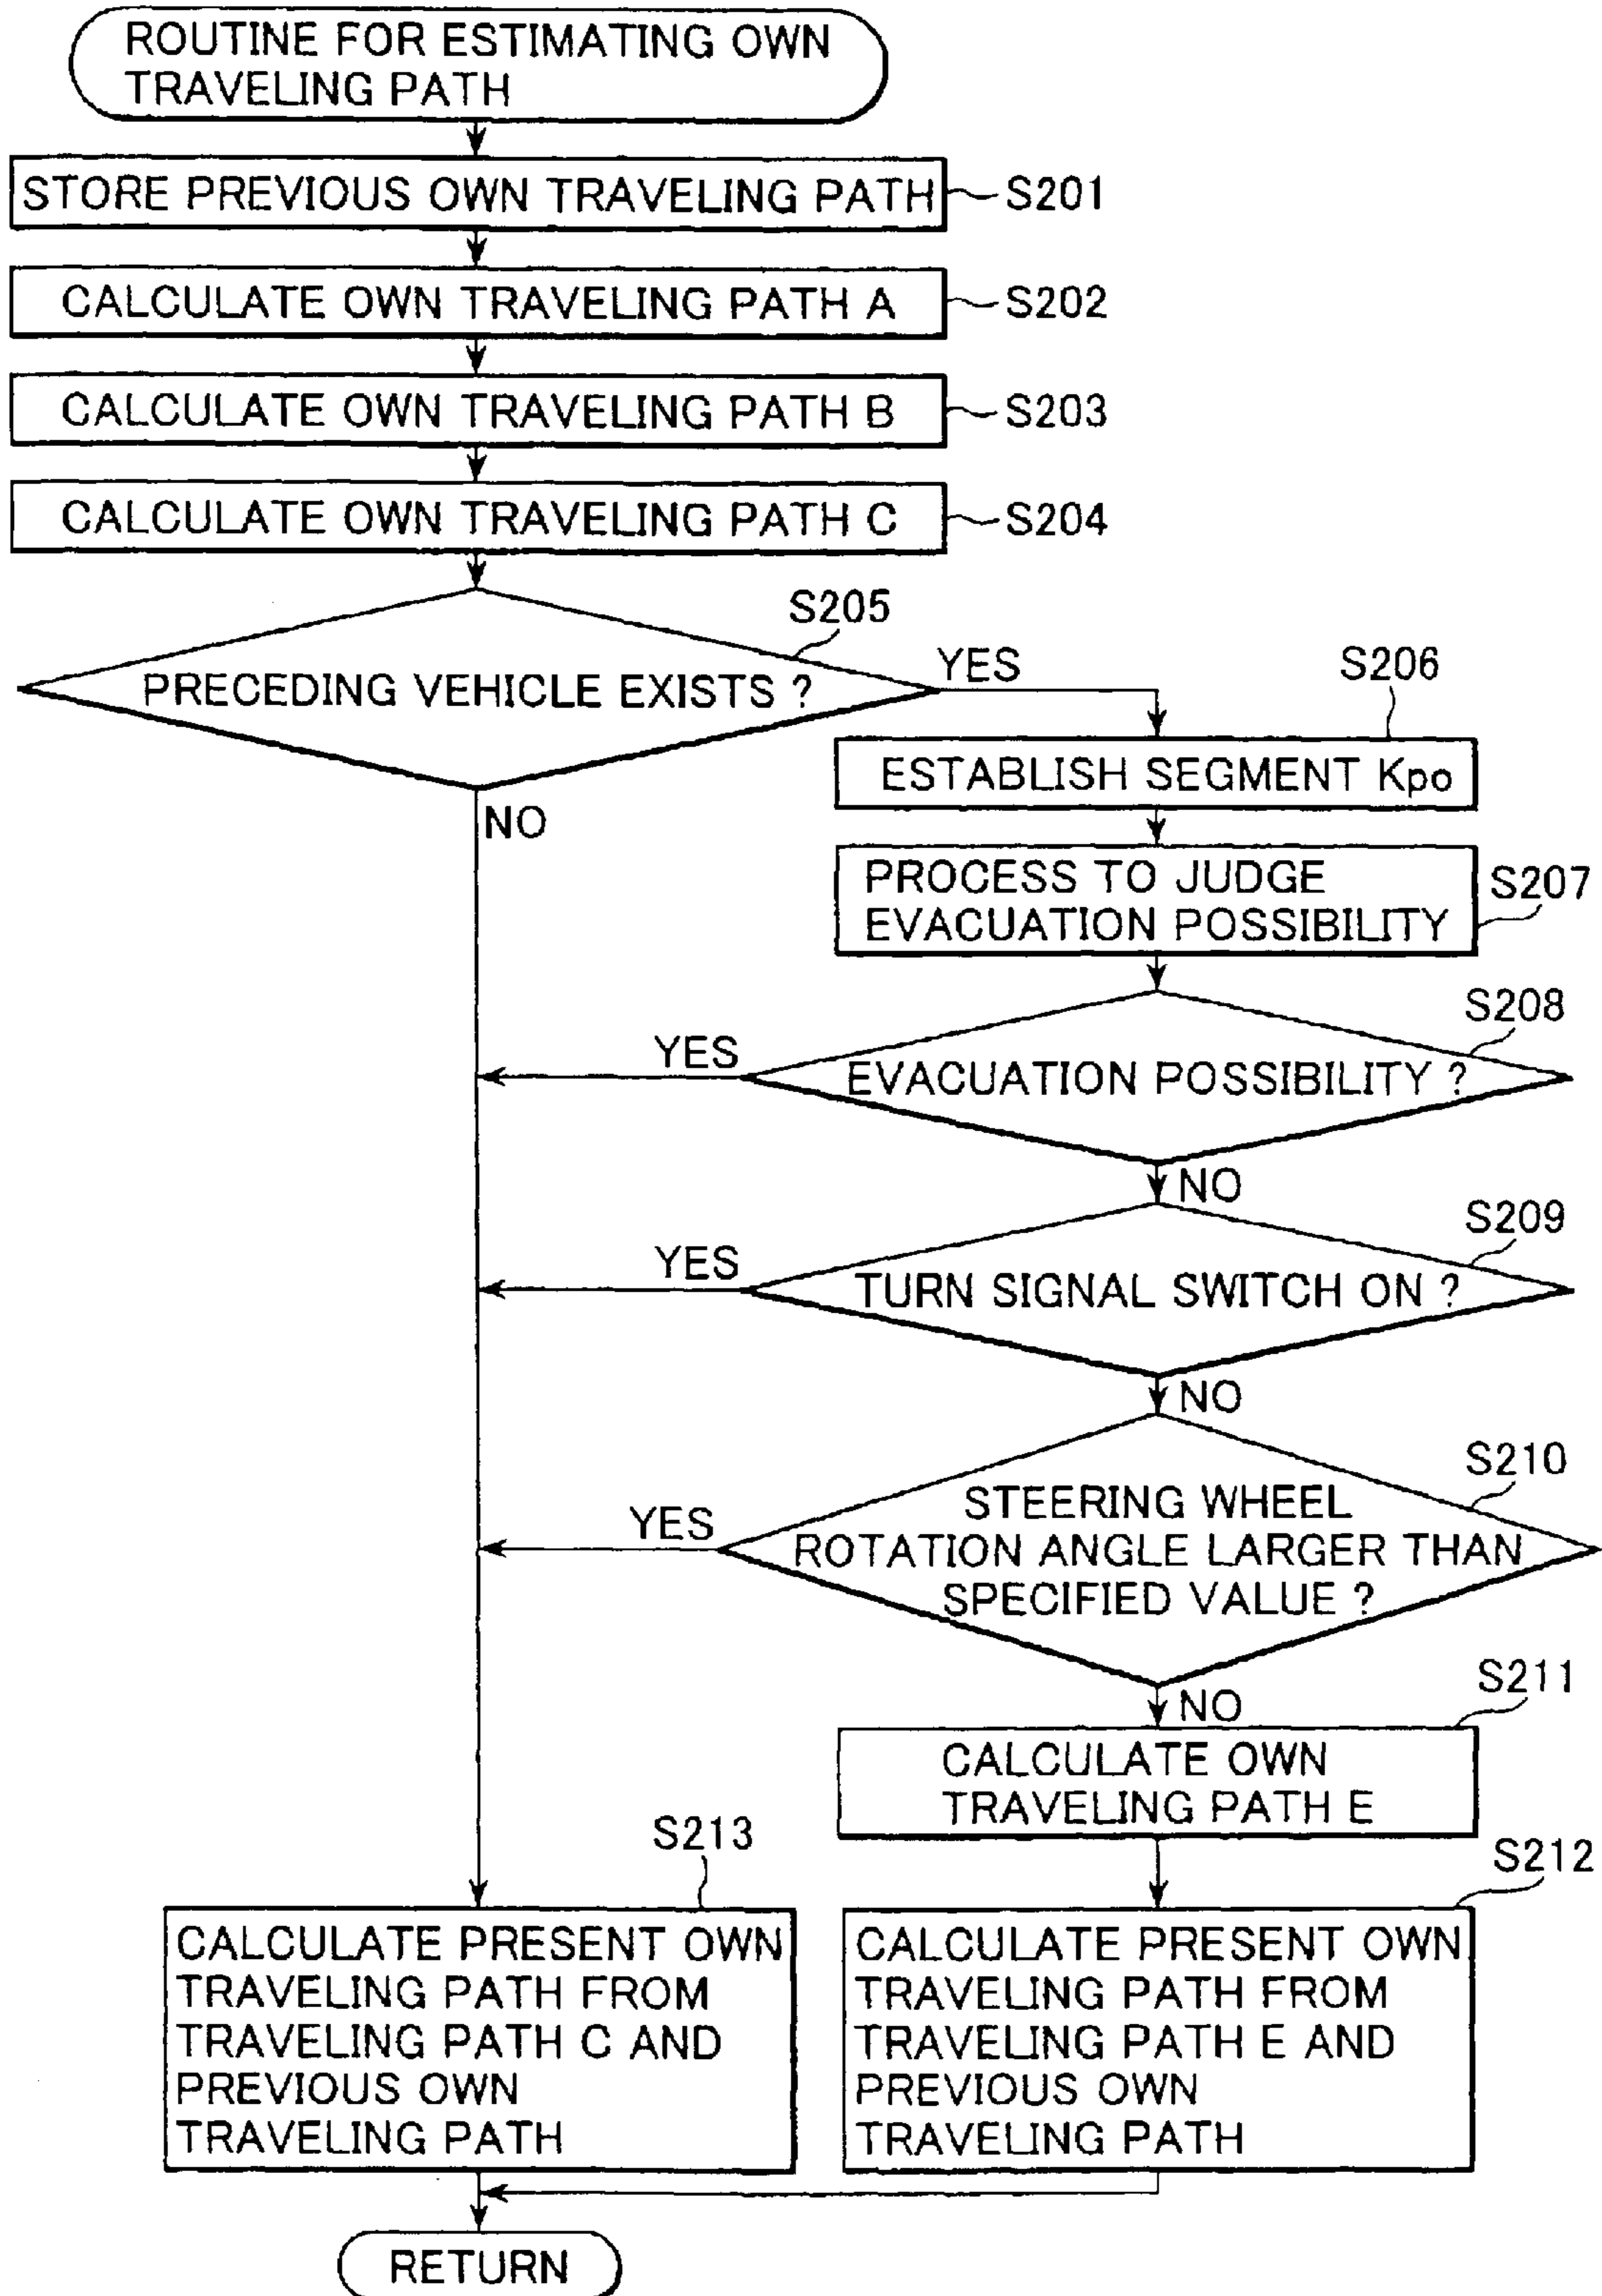 ROUTINE FOR ESTIMATING OWN
TRAVELING PATH
STORE PREVIOUS OWN TRAVELING PATH
S201
CALCULATE OWN TRAVELING PATH A
S202
CALCULATE OWN TRAVELING PATH B
S203
CALCULATE OWN TRAVELING PATH C
S204
S205
PRECEDING VEHICLE EXISTS ?
YES
NO
S206
ESTABLISH SEGMENT Kpo
PROCESS TO JUDGE
EVACUATION POSSIBILITY
S207
S208
EVACUATION POSSIBILITY ?
YES
NO
S209
TURN SIGNAL SWITCH ON ?
YES
NO
S210
STEERING WHEEL
ROTATION ANGLE LARGER THAN
SPECIFIED VALUE ?
YES
NO
S211
CALCULATE OWN
TRAVELING PATH E
S213
CALCULATE PRESENT OWN
TRAVELING PATH FROM
TRAVELING PATH C AND
PREVIOUS OWN
TRAVELING PATH
S212
CALCULATE PRESENT OWN
TRAVELING PATH FROM
TRAVELING PATH E AND
PREVIOUS OWN
TRAVELING PATH
RETURN